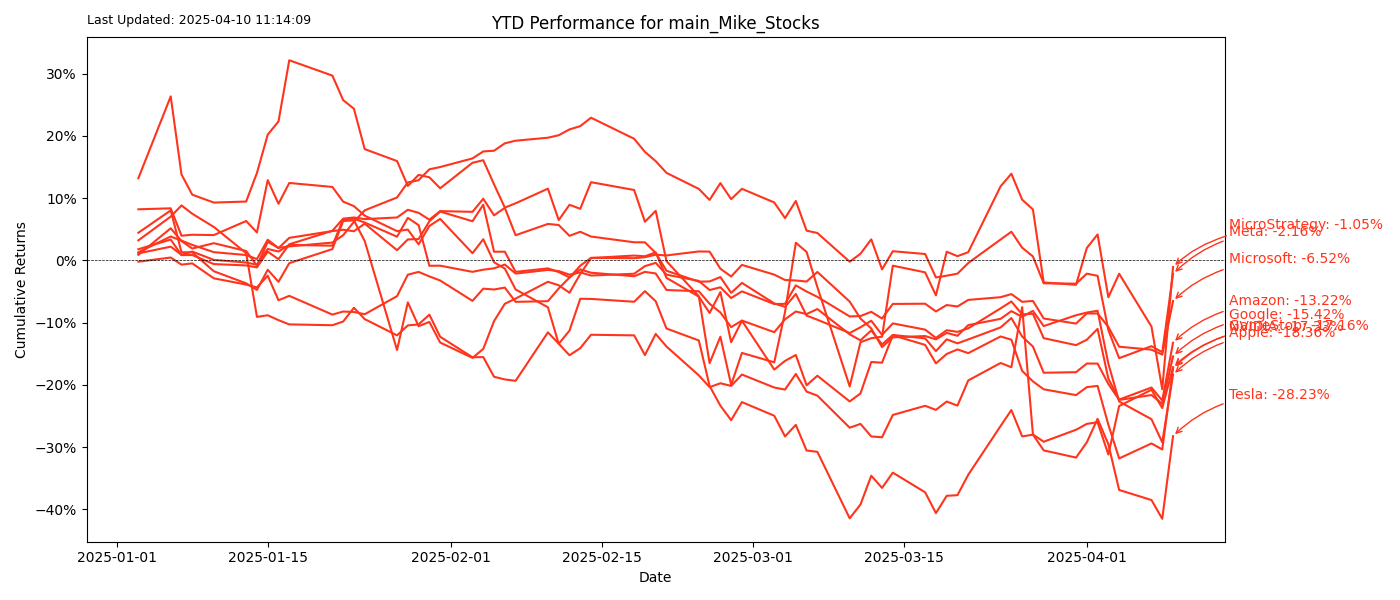 Last Updated: 2025-04-10 11:14:09
YTD Performance for main_Mike_Stocks
30%
20%
10%
0%
−10%
−20%
−30%
−40%
Cumulative Returns
MicroStrategy: -1.05%
Meta: -2.16%
Microsoft: -6.52%
Amazon: -13.22%
Google: -15.42%
Apple: -18.36%
Tesla: -28.23%
2025-01-01
2025-01-15
2025-02-01
2025-02-15
2025-03-01
2025-03-15
2025-04-01
Date